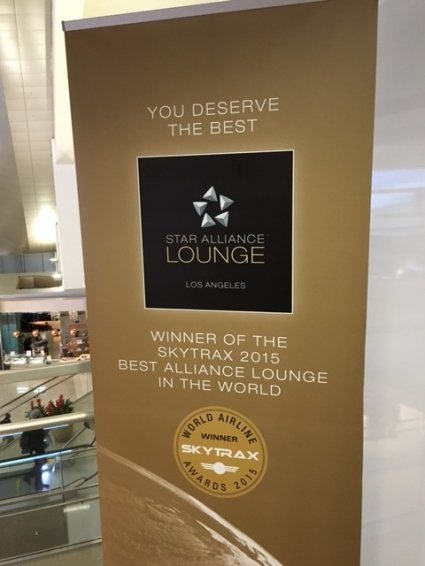 YOU DESERVE
THE BEST
STAR ALLIANCE
LOUNGE
LOS ANGELES
WINNER OF THE
SKYTRAX 2015
BEST ALLIANCE LOUNGE
IN THE WORLD
WORLD AIRLINE
WINNER
SKYTRAX
AWARDS 2015